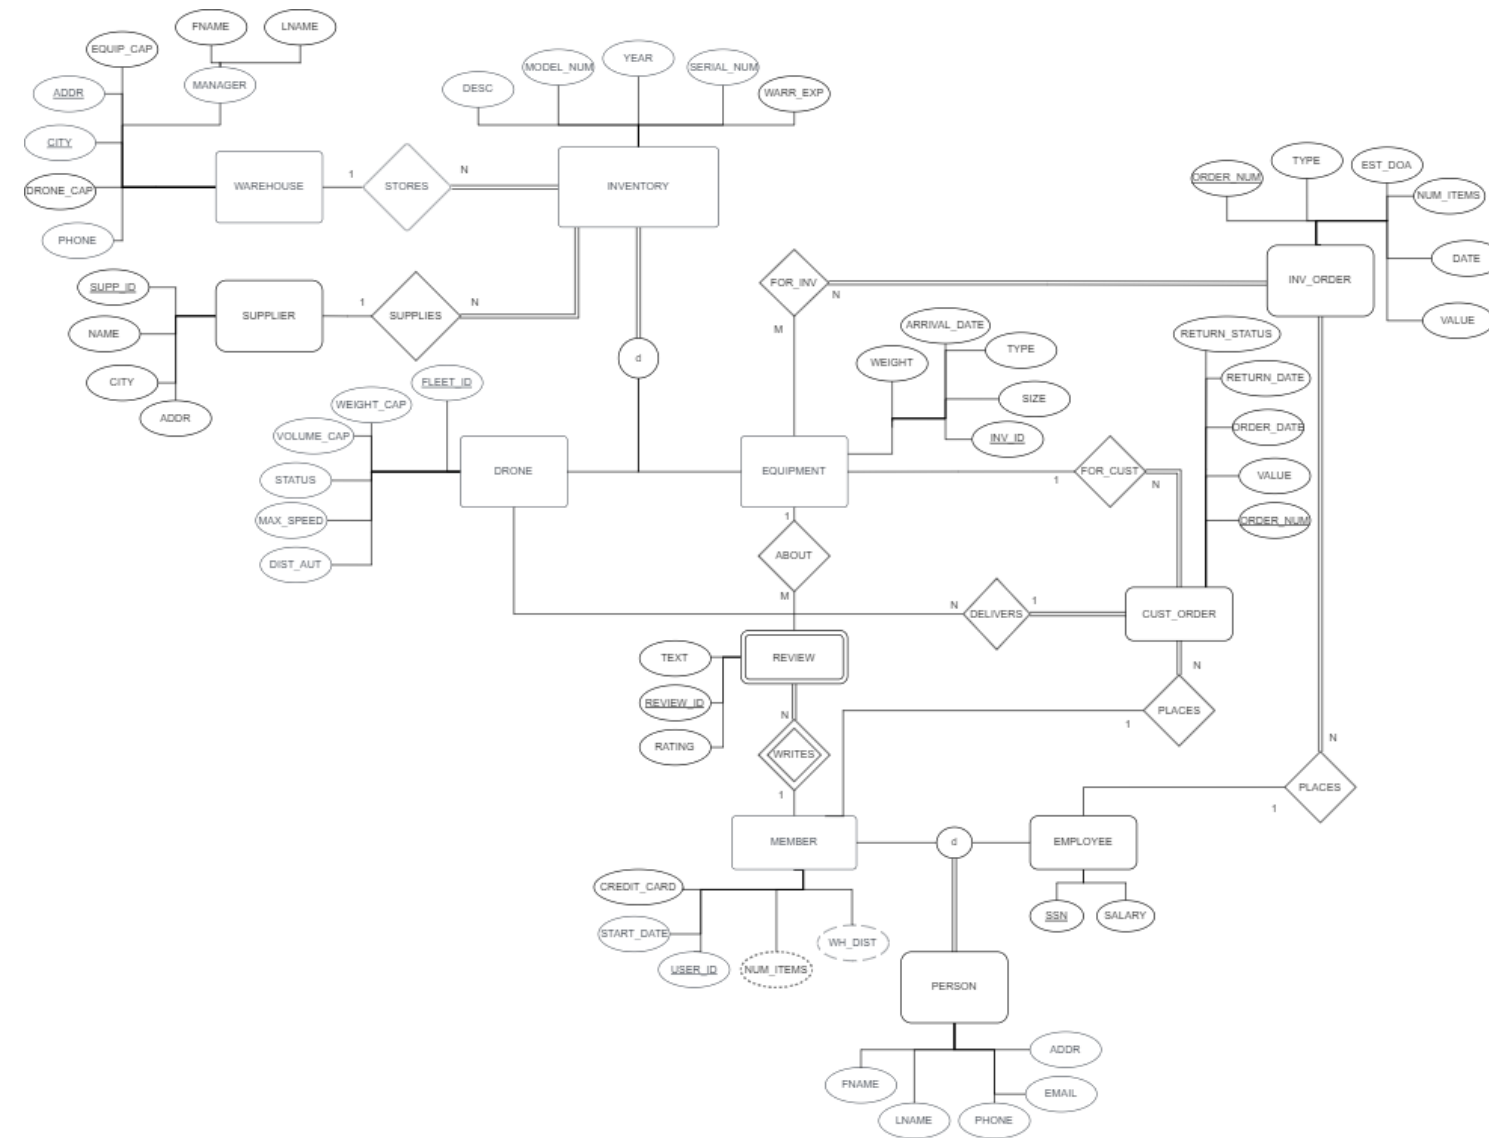 FNAME
LNAME
EQUIP_CAP
MANAGER
ADDR
CITY
DRONE_CAP
PHONE
WAREHOUSE
1
STORES
N
DESC
MODEL_NUM
YEAR
SERIAL_NUM
WARR_EXP
INVENTORY
SUPP_ID
NAME
CITY
ADDR
SUPPLIER
1
SUPPLIES
N
d
ORDER_NUM
TYPE
EST_DOA
NUM_ITEMS
DATE
VALUE
INV_ORDER
FOR_INV
N
M
WEIGHT
ARRIVAL_DATE
TYPE
SIZE
INV_ID
FLEET_ID
WEIGHT_CAP
VOLUME_CAP
STATUS
MAX_SPEED
DIST_AUT
DRONE
EQUIPMENT
1
FOR_CUST
N
RETURN_STATUS
RETURN_DATE
ORDER_DATE
VALUE
ORDER_NUM
1
ABOUT
M
N
DELIVERS
1
CUST_ORDER
TEXT
REVIEW_ID
RATING
REVIEW
N
WRITES
1
N
PLACES
1
N
PLACES
1
MEMBER
d
EMPLOYEE
CREDIT_CARD
START_DATE
USER_ID
NUM_ITEMS
WH_DIST
SSN
SALARY
PERSON
FNAME
LNAME
PHONE
EMAIL
ADDR